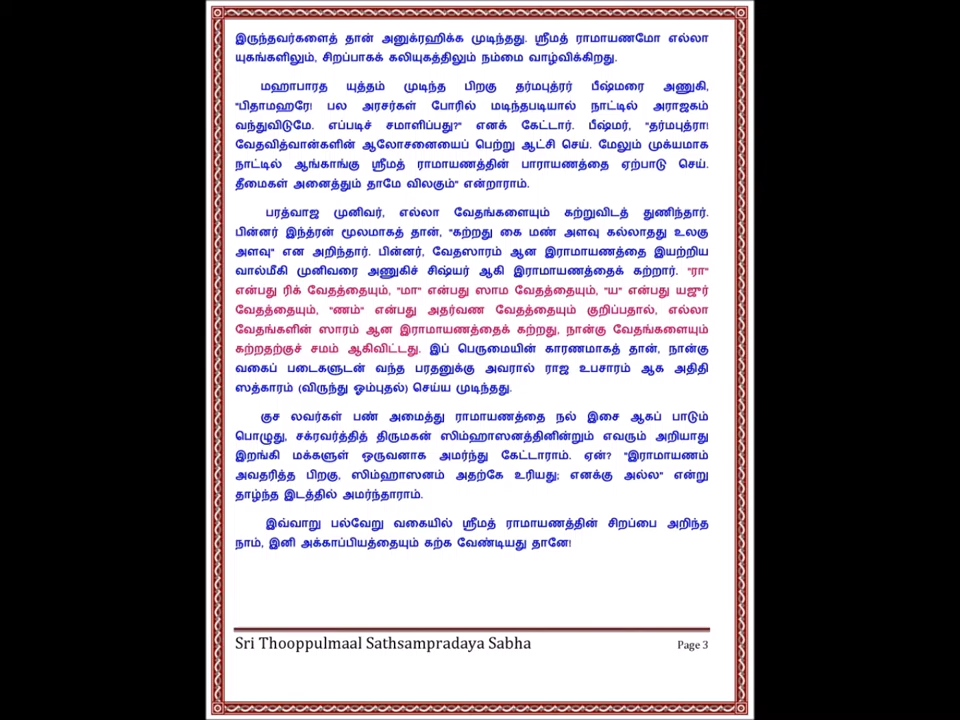 இருந்தவர்களைத் தான் அனுக்ரஹிக்க முடிந்தது. ஸ்ரீமத் ராமாயணமோ எல்லா
யுகங்களிலும், சிறப்பாகக் கலியுகத்திலும் நம்மை வாழ்விக்கிறது.
மஹாபாரத யுத்தம் முடிந்த பிறகு தர்மபுத்ரர் பீஷ்மரை அணுகி,
"பிதாமஹரே! பல அரசர்கள் போரில் மடிந்தபடியால் நாட்டில் அராஜகம்
வந்துவிடுமே. எப்படிச் சமாளிப்பது?" எனக் கேட்டார். பீஷ்மர், "தர்மபுத்ரா!
வேதவித்வான்களின் ஆலோசனையைப் பெற்று ஆட்சி செய். மேலும் முக்யமாக
நாட்டில் ஆங்காங்கு ஸ்ரீமத் ராமாயணத்தின் பாராயணத்தை ஏற்பாடு செய்.
தீமைகள் அனைத்தும் தாமே விலகும்" என்றாராம்.
பரத்வாஜ முனிவர், எல்லா வேதங்களையும் கற்றுவிடத் துணிந்தார்.
பின்னர் இந்த்ரன் மூலமாகத் தான், "கற்றது கை மண் அளவு கல்லாதது உலகு
அளவு" என அறிந்தார். பின்னர், வேதஸாரம் ஆன இராமாயணத்தை இயற்றிய
வால்மீகி முனிவரை அணுகிச் சிஷ்யர் ஆகி இராமாயணத்தைக் கற்றார். "ரா"
என்பது ரிக் வேதத்தையும், "மா" என்பது ஸாம வேதத்தையும், "ய" என்பது யஜுர்
வேதத்தையும், "ணம்" என்பது அதர்வண வேதத்தையும் குறிப்பதால், எல்லா
வேதங்களின் ஸாரம் ஆன இராமாயணத்தைக் கற்றது, நான்கு வேதங்களையும்
கற்றதற்குச் சமம் ஆகிவிட்டது. இப் பெருமையின் காரணமாகத் தான், நான்கு
வகைப் படைகளுடன் வந்த பரதனுக்கு அவரால் ராஜ உபசாரம் ஆக அதிதி
ஸத்காரம் (விருந்து ஓம்புதல்) செய்ய முடிந்தது.
குச லவர்கள் பண் அமைத்து ராமாயணத்தை நல் இசை ஆகப் பாடும்
பொழுது, சக்ரவர்த்தித் திருமகன் ஸிம்ஹாஸனத்தினின்றும் எவரும் அறியாது
இறங்கி மக்களுள் ஒருவனாக அமர்ந்து கேட்டாராம். ஏன்? "இராமாயணம்
அவதரித்த பிறகு, ஸிம்ஹாஸனம் அதற்கே உரியது; எனக்கு அல்ல" என்று
தாழ்ந்த இடத்தில் அமர்ந்தாராம்.
இவ்வாறு பல்வேறு வகையில் ஸ்ரீமத் ராமாயணத்தின் சிறப்பை அறிந்த
நாம், இனி அக்காப்பியத்தையும் கற்க வேண்டியது தானே!
Sri Thooppulmaal Sathsampradaya Sabha Page 3